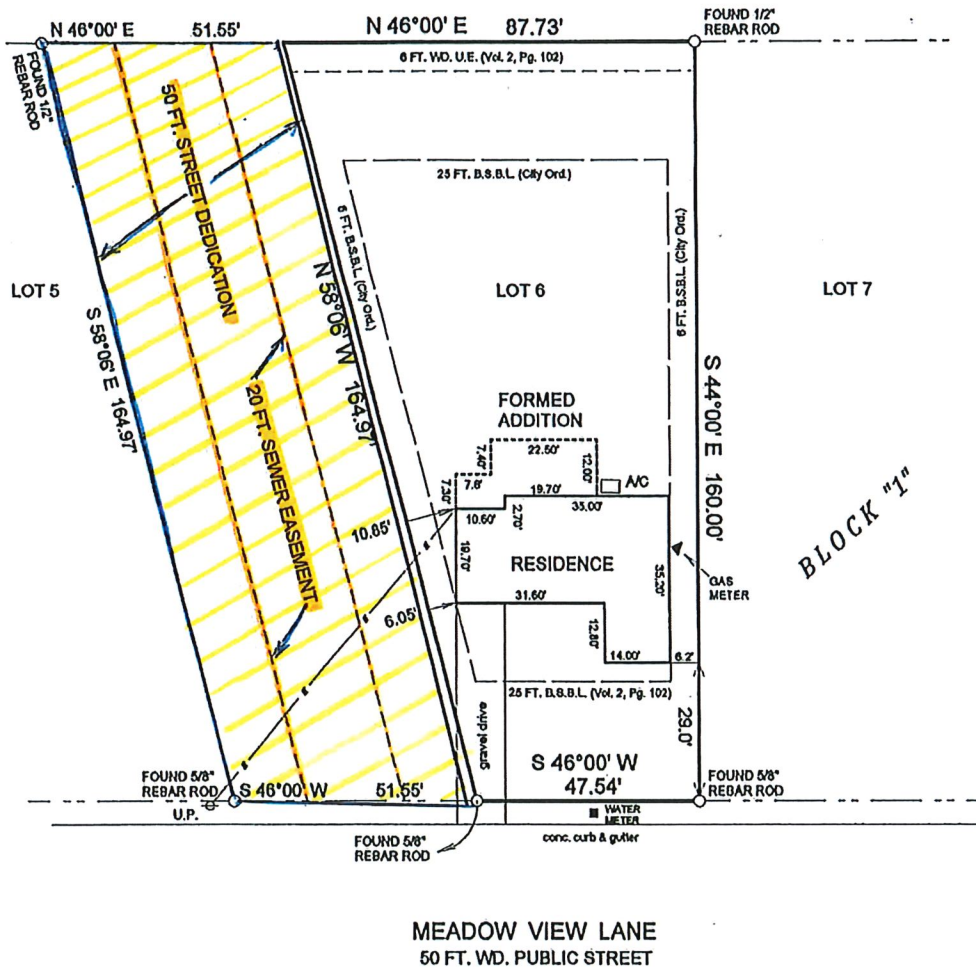 N 46°00' E 51.55'
N 46°00' E 87.73'
FOUND 1/2"
REBAR ROD
FOUND 1/2"
REBAR ROD
6 FT. WD. U.E. (Vol. 2, Pg. 102)
50 FT. STREET DEDICATION
25 FT. B.S.B.L. (City Ord.)
5 FT. B.S.B.L. (City Ord.)
6 FT. B.S.B.L. (City Ord.)
LOT 5
LOT 6
LOT 7
N 58°06' W 164.97'
S 58°06' E 164.97'
S 44°00' E 160.00'
20 FT. SEWER EASEMENT
FORMED
ADDITION
22.50'
7.40'
12.00'
7.30'
7.8'
19.70'
A/C
10.60'
2.70'
35.00'
10.85'
19.70'
RESIDENCE
35.20'
GAS
METER
BLOCK "1"
6.05'
31.60'
12.80'
14.00'
6.2'
25 FT. B.S.B.L. (Vol. 2, Pg. 102)
29.0'
gravel drive
S 46°00' W
47.54'
FOUND 5/8"
REBAR ROD
S 46°00' W 51.55'
FOUND 5/8"
REBAR ROD
U.P.
WATER
METER
FOUND 5/8"
REBAR ROD
conc. curb & gutter
MEADOW VIEW LANE
50 FT. WD. PUBLIC STREET